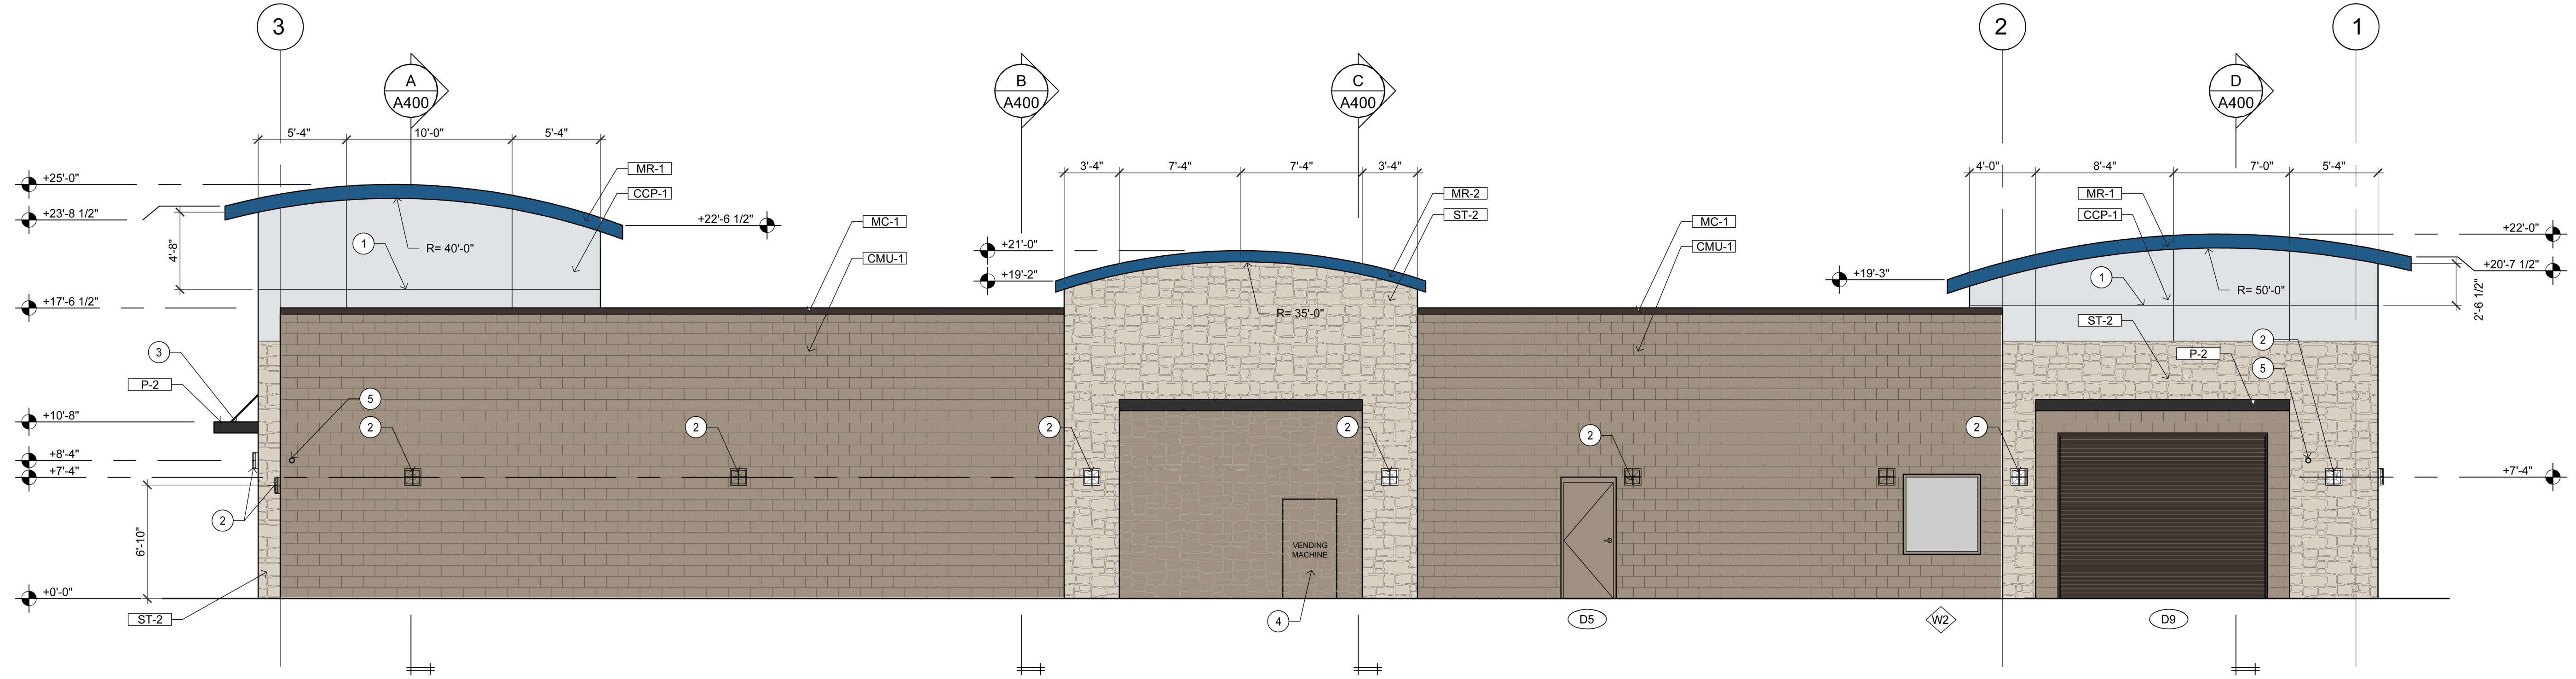 3
2
1
A
A400
B
A400
C
A400
D
A400
5'-4"
10'-0"
5'-4"
3'-4"
7'-4"
7'-4"
3'-4"
4'-0"
8'-4"
7'-0"
5'-4"
+25'-0"
+23'-8 1/2"
4'-8"
+17'-6 1/2"
MR-1
CCP-1
+22'-6 1/2"
1
R= 40'-0"
MC-1
CMU-1
+21'-0"
+19'-2"
MR-2
ST-2
R= 35'-0"
MC-1
CMU-1
+19'-3"
MR-1
CCP-1
1
R= 50'-0"
ST-2
P-2
2
5
+22'-0"
+20'-7 1/2"
2'-6 1/2"
3
P-2
+10'-8"
+8'-4"
+7'-4"
5
2
2
2
2
2
2
+7'-4"
2
6'-10"
+0'-0"
ST-2
VENDING
MACHINE
4
D5
W2
D9